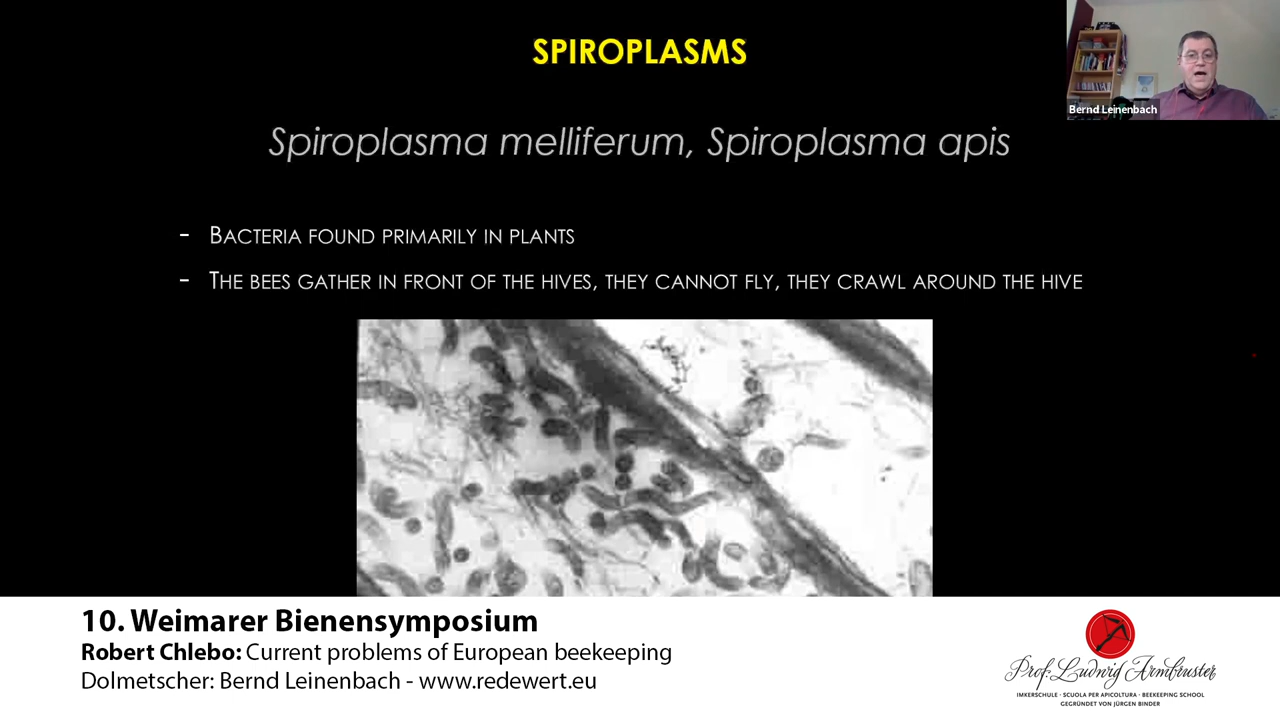 SPIROPLASMS
Bernd Leinenbach
Spiroplasma melliferum, Spiroplasma apis
- BACTERIA FOUND PRIMARILY IN PLANTS
- THE BEES GATHER IN FRONT OF THE HIVES, THEY CANNOT FLY, THEY CRAWL AROUND THE HIVE
10. Weimarer Bienensymposium
Robert Chlebo: Current problems of European beekeeping
Dolmetscher: Bernd Leinenbach - www.redewert.eu
Prof. Ludwig Armbruster
IMKERSCHULE · SCUOLA PER APICOLTURA · BEEKEEPING SCHOOL
GEGRÜNDET VON JÜRGEN BINDER